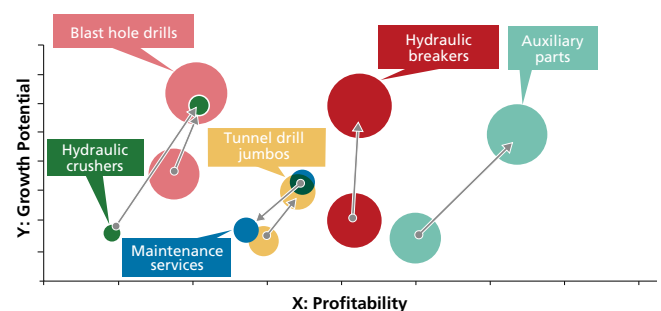 Blast hole drills
Hydraulic
breakers
Auxiliary
parts
Tunnel drill
jumbos
Hydraulic
crushers
Maintenance
services
Y: Growth Potential
X: Profitability